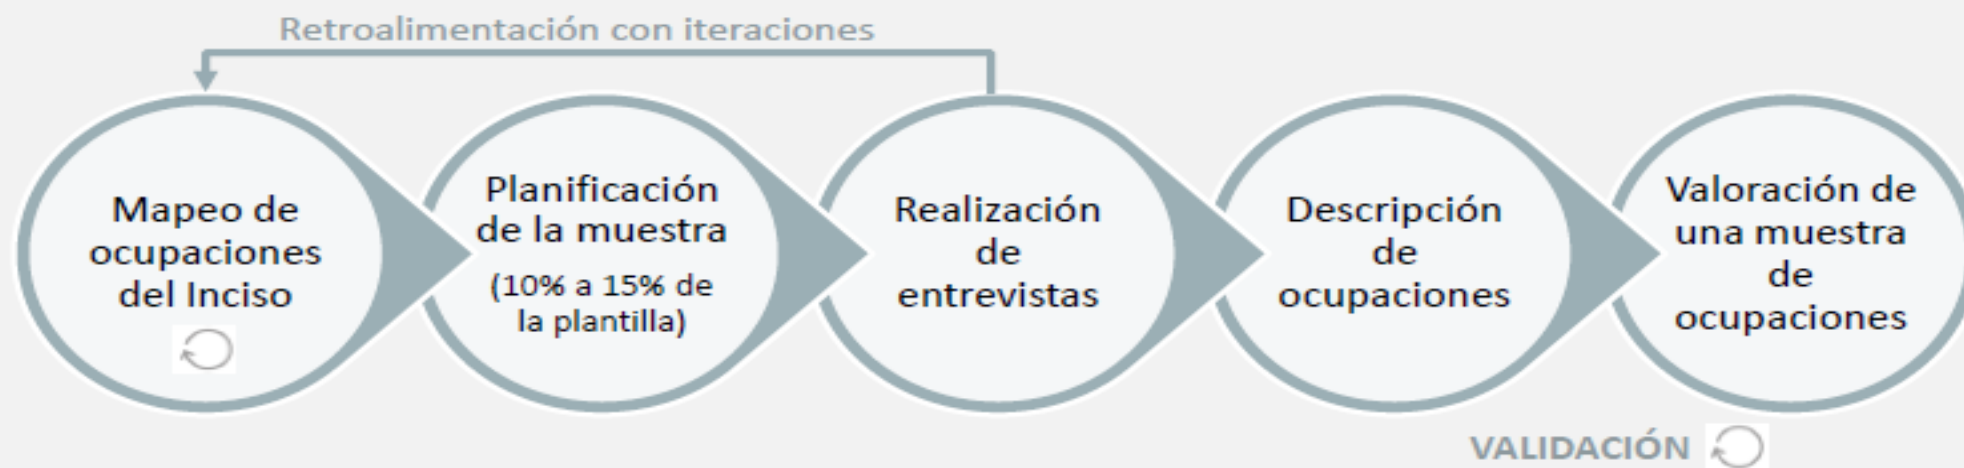 Retroalimentación con iteraciones
Mapeo de
ocupaciones
del Inciso
Planificación
de la muestra
(10% a 15% de
la plantilla)
Realización
de
entrevistas
Descripción
de
ocupaciones
Valoración de
una muestra
de
ocupaciones
VALIDACIÓN